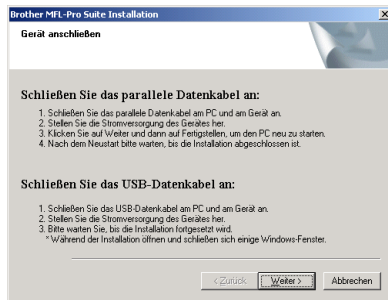 Brother MFL-Pro Suite Installation
Gerät anschließen
Schließen Sie das parallele Datenkabel an:
1. Schließen Sie das parallele Datenkabel am PC und am Gerät an.
2. Stellen Sie die Stromversorgung des Gerätes her.
3. Klicken Sie auf Weiter und dann auf Fertigstellen, um den PC neu zu starten.
4. Nach dem Neustart bitte warten, bis die Installation abgeschlossen ist.
Schließen Sie das USB-Datenkabel an:
1. Schließen Sie das USB-Datenkabel am PC und am Gerät an.
2. Stellen Sie die Stromversorgung des Gerätes her.
3. Bitte warten Sie, bis die Installation fortgesetzt wird.
* Während der Installation öffnen und schließen sich einige Windows-Fenster.
< Zurück Weiter > Abbrechen